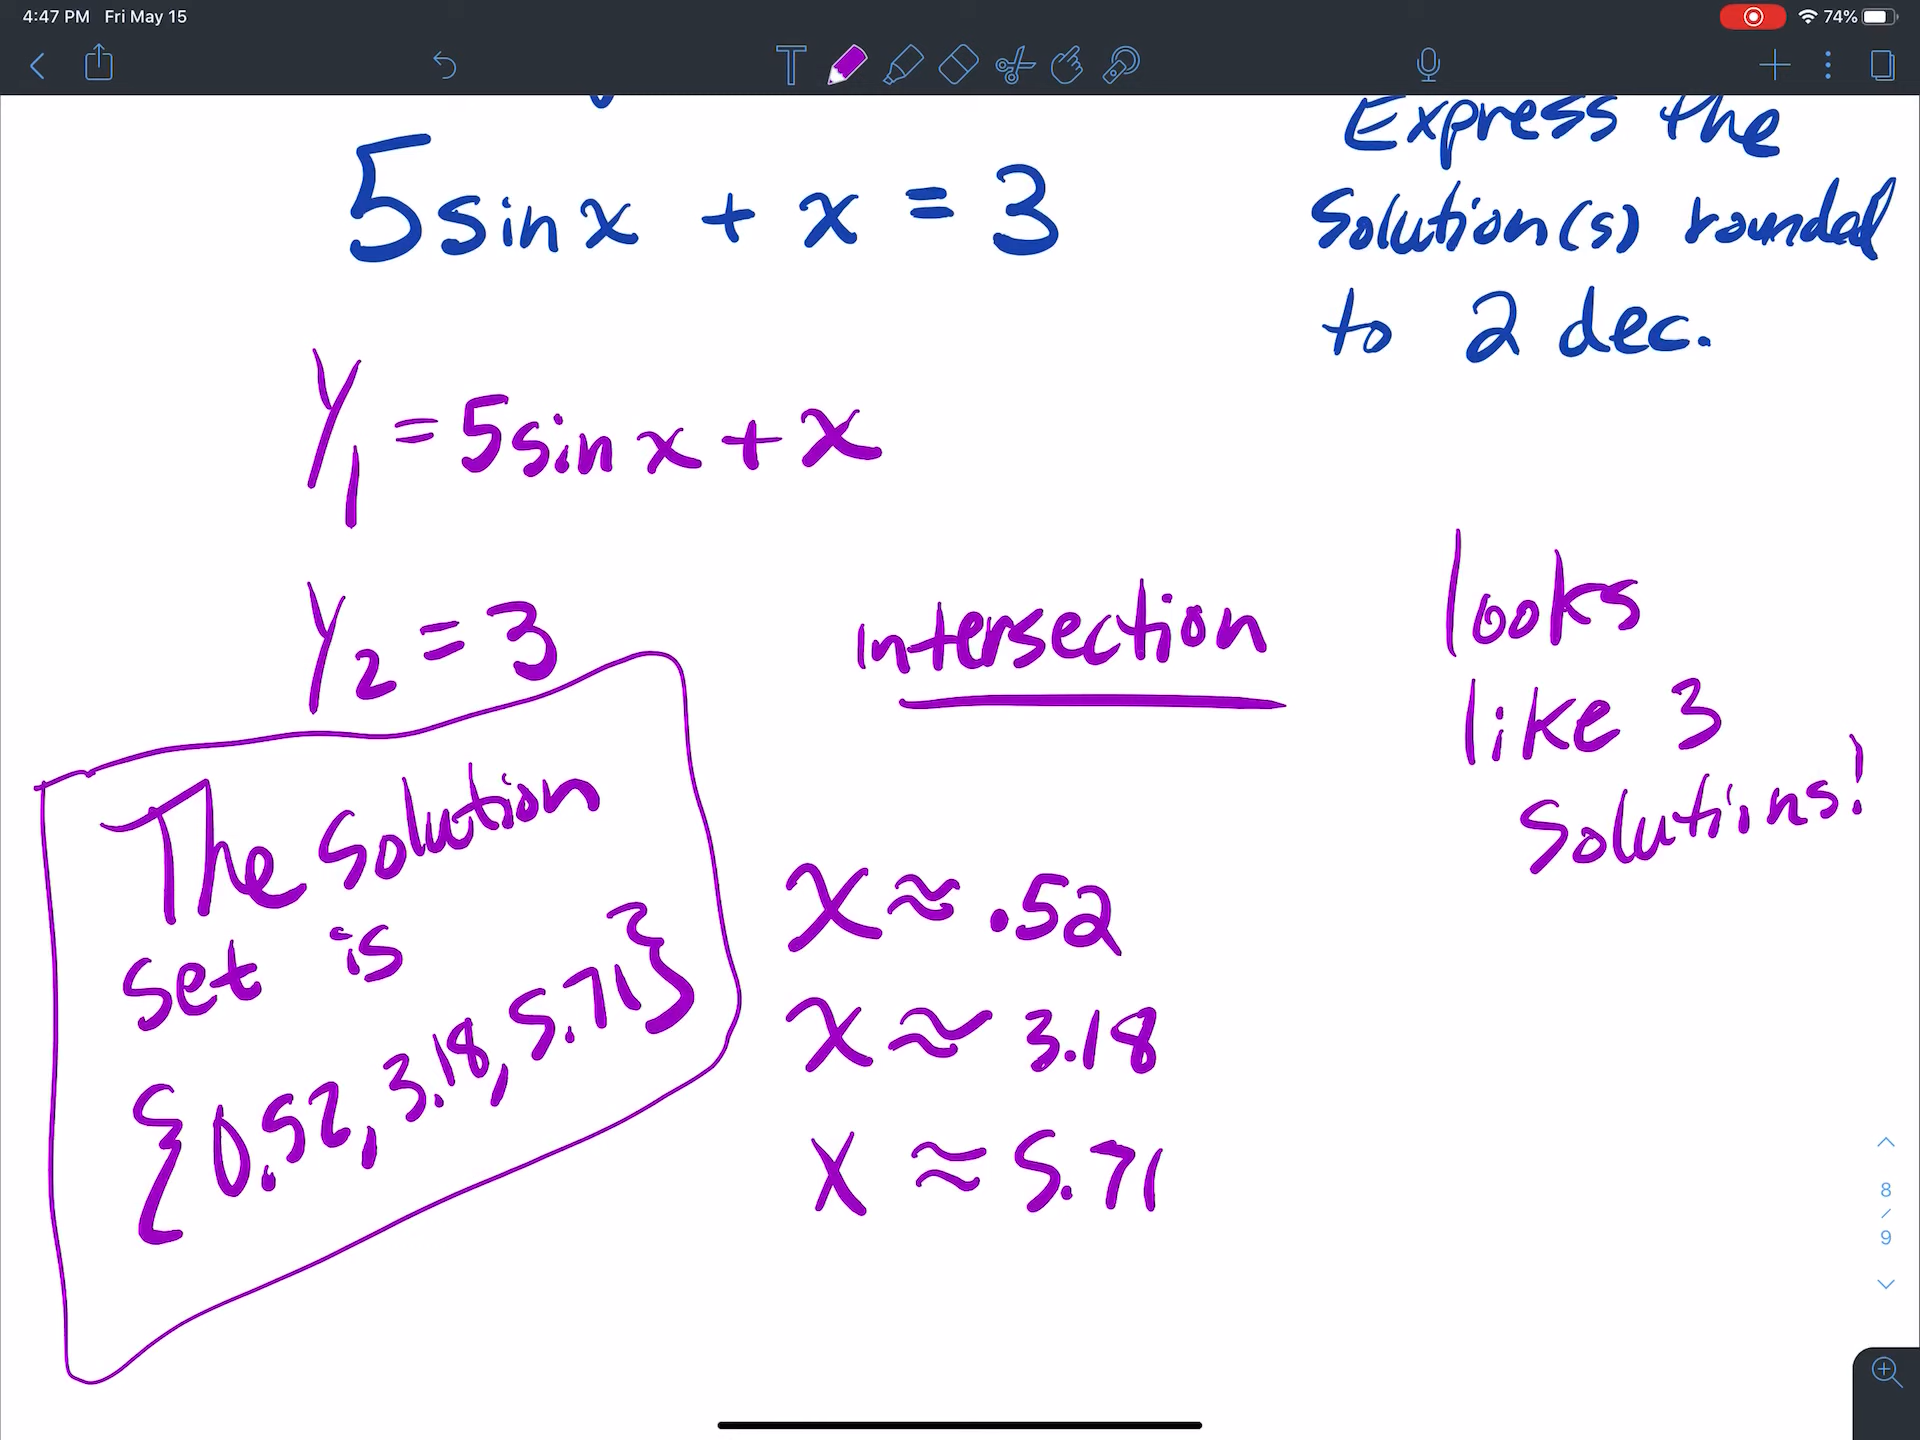 4:47 PM Fri May 15
74%
Express the
5sinx + x = 3
Solution(s) rounded
to 2 dec.
Y₁ = 5sinx + x
Y₂ = 3
intersection
looks
like 3
Solutions!
The Solution
set is
{0.52, 3.18, 5.71}
x ≈ .52
x ≈ 3.18
x ≈ 5.71
8
/
9